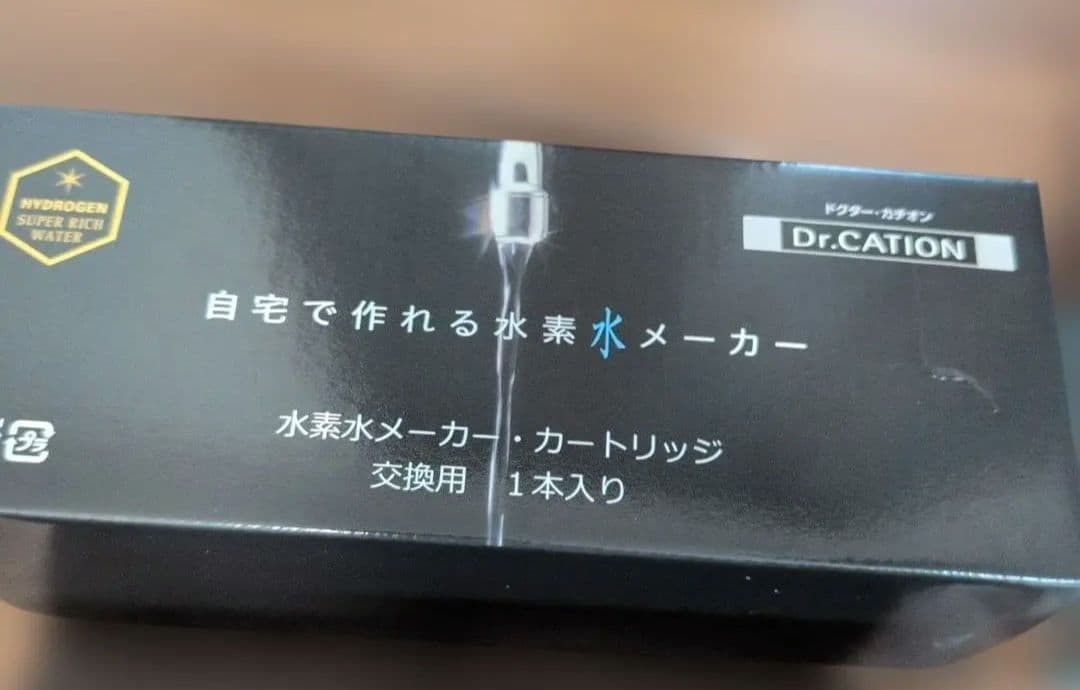 HYDROGEN
SUPER RICH
WATER
ドクター・カチオン
Dr.CATION
自宅で作れる水素水メーカー
水素水メーカー・カートリッジ
交換用 1本入り
プラ